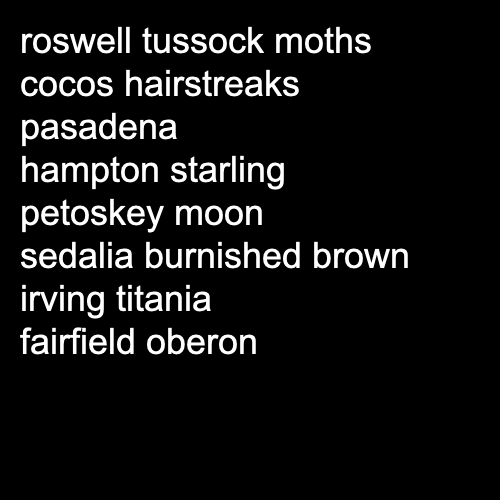 roswell tussock moths
cocos hairstreaks
pasadena
hampton starling
petoskey moon
sedalia burnished brown
irving titania
fairfield oberon